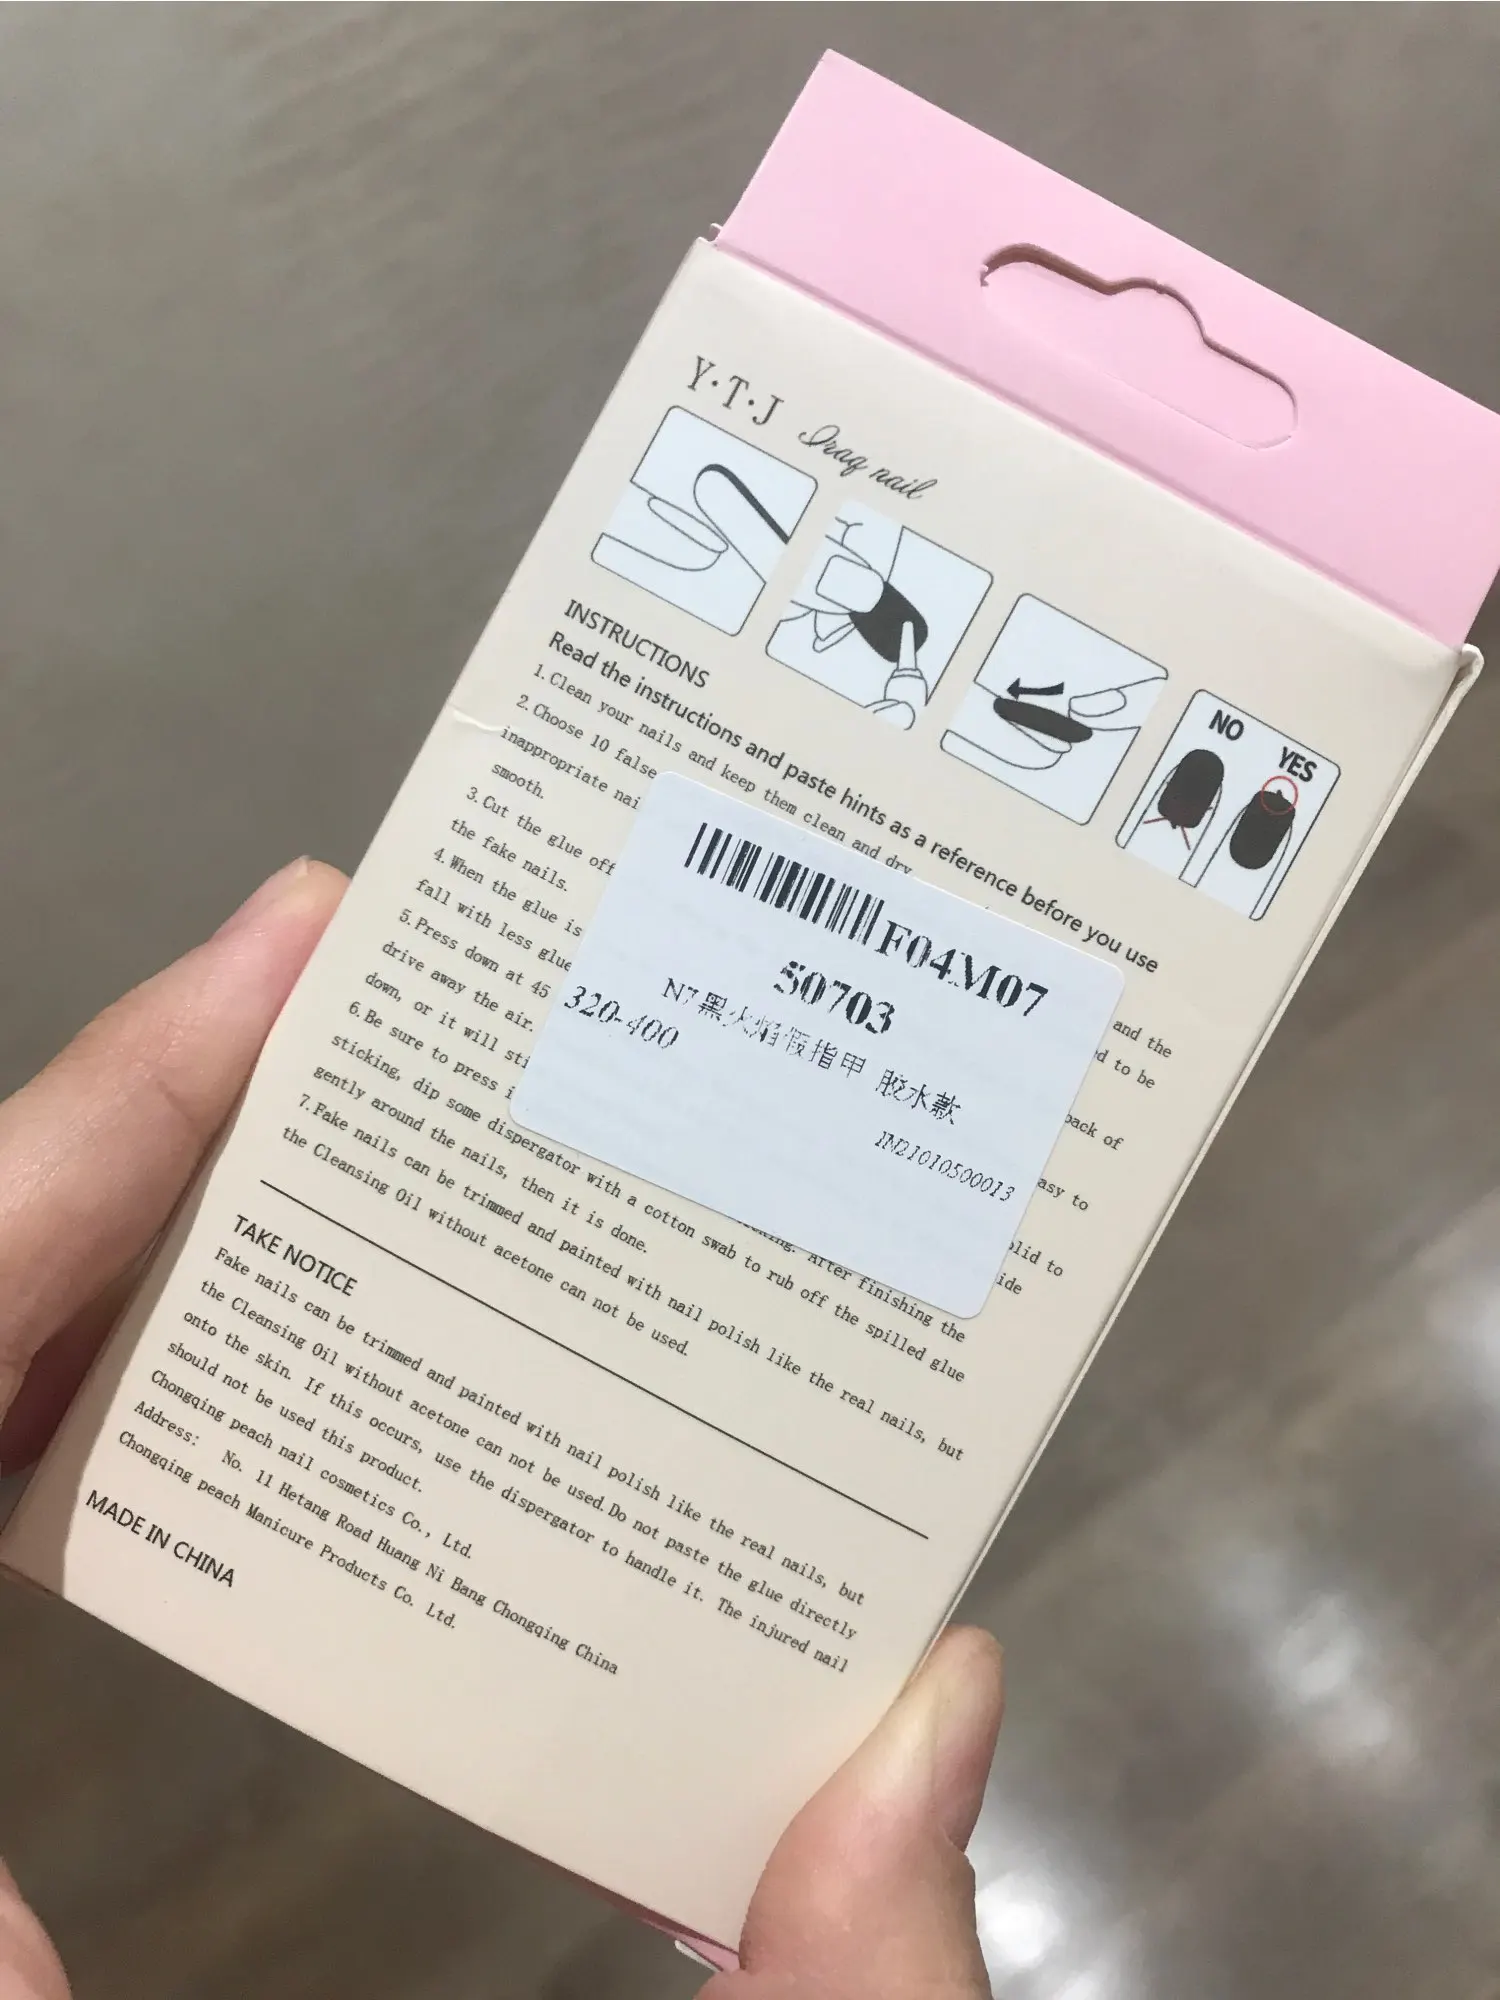 Y·T·J Iraq nail
NO
YES
INSTRUCTIONS
Read the instructions and paste hints as a reference before you use
1. Clean your nails and keep them clean and dry
2. Choose 10 false
and the
inappropriate nai
ed to be
smooth.
3. Cut the glue off
pack of
the fake nails.
4. When the glue is
asy to
fall with less glue
5. Press down at 45
olid to
drive away the air.
ide
down, or it will sti
6. Be sure to press i
After finishing the
sticking, dip some dispergator with a cotton swab to rub off the spilled glue
gently around the nails, then it is done.
7. Fake nails can be trimmed and painted with nail polish like the real nails, but
the Cleansing Oil without acetone can not be used.
F04M07
50703
N7黑火焰假指甲 胶水款
320-400
IN21010500013
TAKE NOTICE
Fake nails can be trimmed and painted with nail polish like the real nails, but
the Cleansing Oil without acetone can not be used. Do not paste the glue directly
onto the skin. If this occurs, use the dispergator to handle it. The injured nail
should not be used this product.
Chongqing peach nail cosmetics Co., Ltd.
Address: No. 11 Hetang Road Huang Ni Bang Chongqing China
Chongqing peach Manicure Products Co. Ltd.
MADE IN CHINA